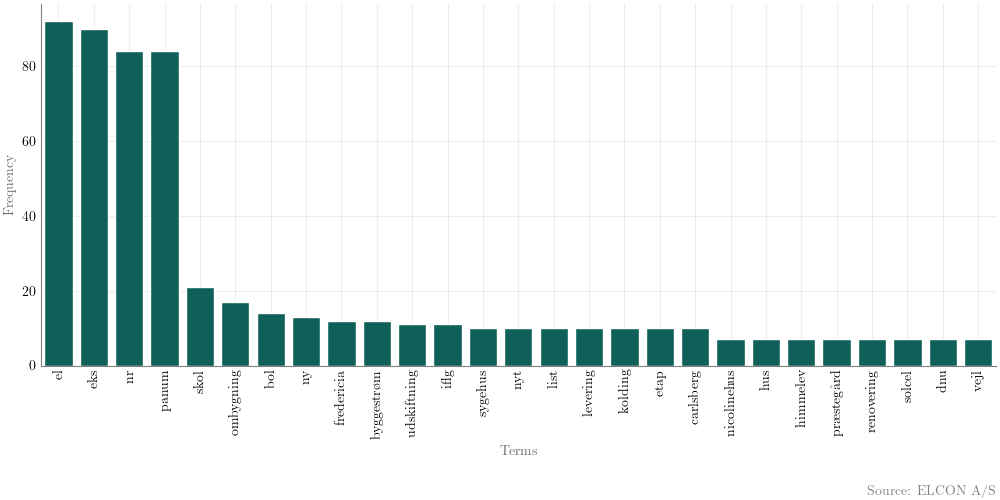 Frequency
80
60
40
20
0
el
eks
nr
panum
skol
ombygning
bol
ny
fredericia
byggestrøm
udskiftning
iflg
sygehus
nyt
list
levering
kolding
etap
carlsberg
nicolinehus
hus
himmelev
præstegård
renovering
solcel
dnu
vejl
Terms
Source: ELCON A/S